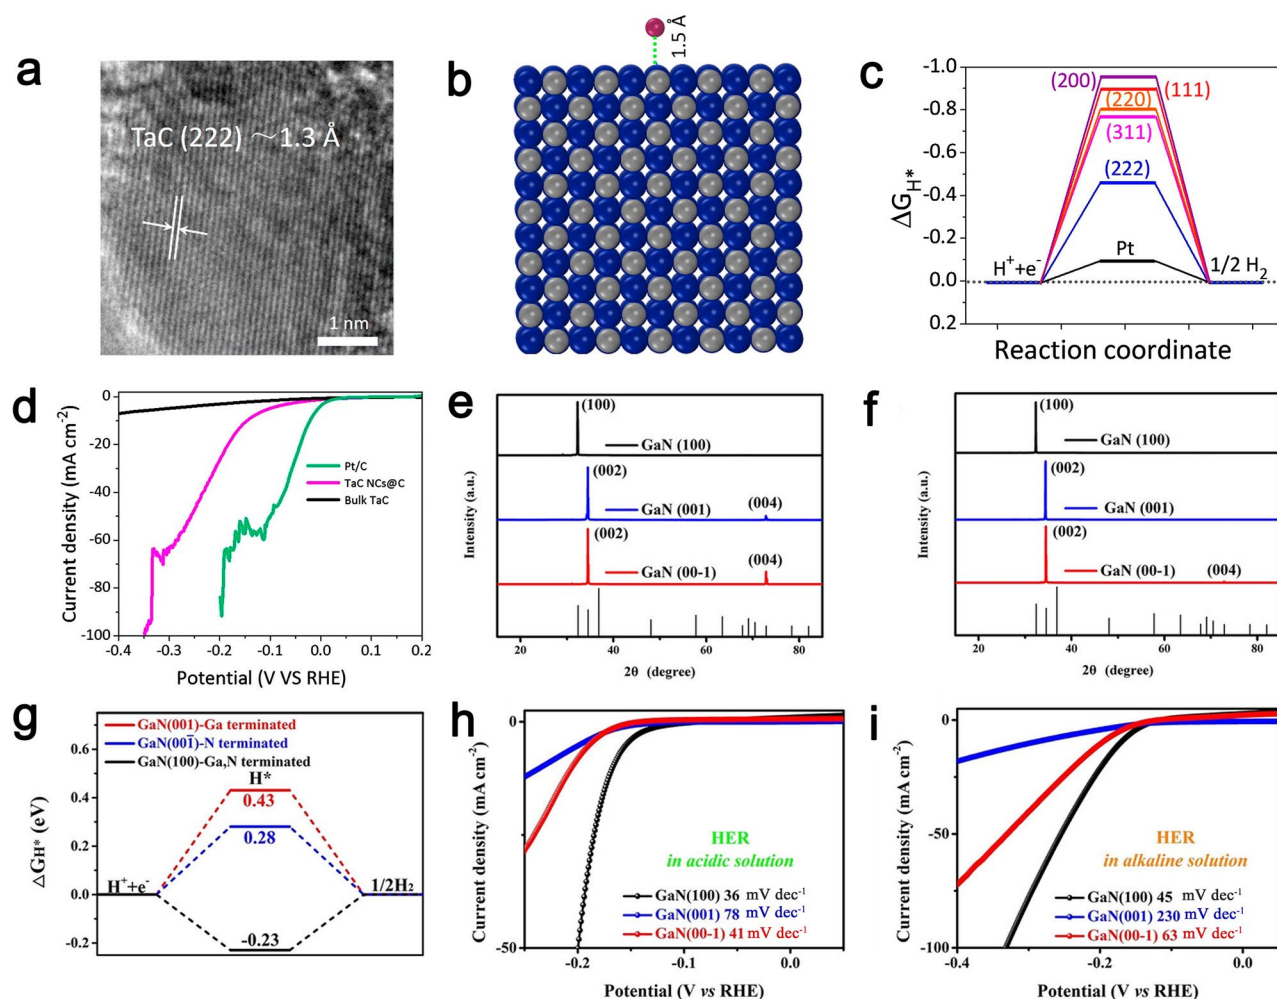 a
TaC (222) ～1.3 Å
1 nm
b
1.5 Å
c
-1.0
-0.8
-0.6
-0.4
-0.2
0.0
0.2
ΔG_H*
(200)
(111)
(220)
(311)
(222)
Pt
H⁺+e⁻
1/2 H₂
Reaction coordinate
d
0
-20
-40
-60
-80
-100
Current density (mA cm⁻²)
Pt/C
TaC NCs@C
Bulk TaC
-0.4 -0.3 -0.2 -0.1 0.0 0.1 0.2
Potential (V VS RHE)
e
Intensity (a.u.)
(100)
GaN (100)
(002)
(004)
GaN (001)
(002)
(004)
GaN (00-1)
20 40 60 80
2θ (degree)
f
Intensity (a.u.)
(100)
GaN (100)
(002)
GaN (001)
(002)
(004)
GaN (00-1)
20 40 60 80
2θ (degree)
g
GaN(001)-Ga terminated
GaN(001̅)-N terminated
GaN(100)-Ga,N terminated
0.6
0.4
0.2
0.0
-0.2
ΔG_H* (eV)
H*
0.43
0.28
H⁺+e⁻
1/2H₂
-0.23
h
0
-50
Current density (mA cm⁻²)
HER
in acidic solution
GaN(100) 36 mV dec⁻¹
GaN(001) 78 mV dec⁻¹
GaN(00-1) 41 mV dec⁻¹
-0.2 -0.1 0.0
Potential (V vs RHE)
i
0
-50
-100
Current density (mA cm⁻²)
HER
in alkaline solution
GaN(100) 45 mV dec⁻¹
GaN(001) 230 mV dec⁻¹
GaN(00-1) 63 mV dec⁻¹
-0.4 -0.2 0.0
Potential (V vs RHE)